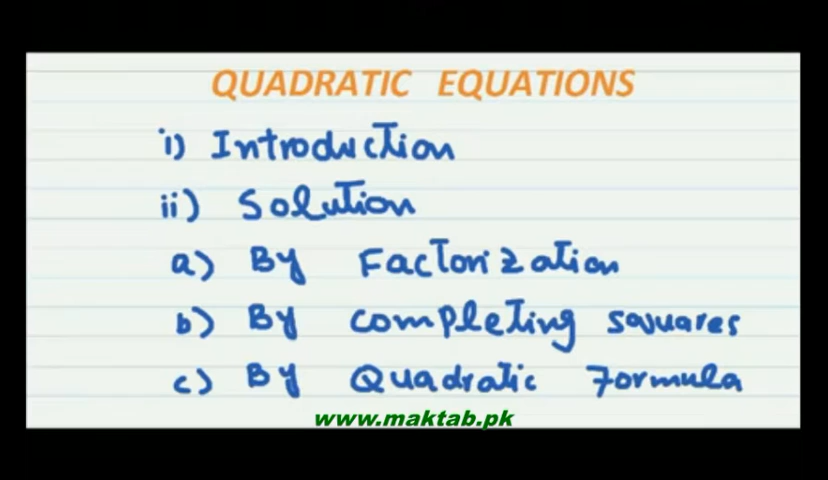 QUADRATIC EQUATIONS
i) Introduction
ii) Solution
a) By Factorization
b) By completing squares
c) By Quadratic Formula
www.maktab.pk